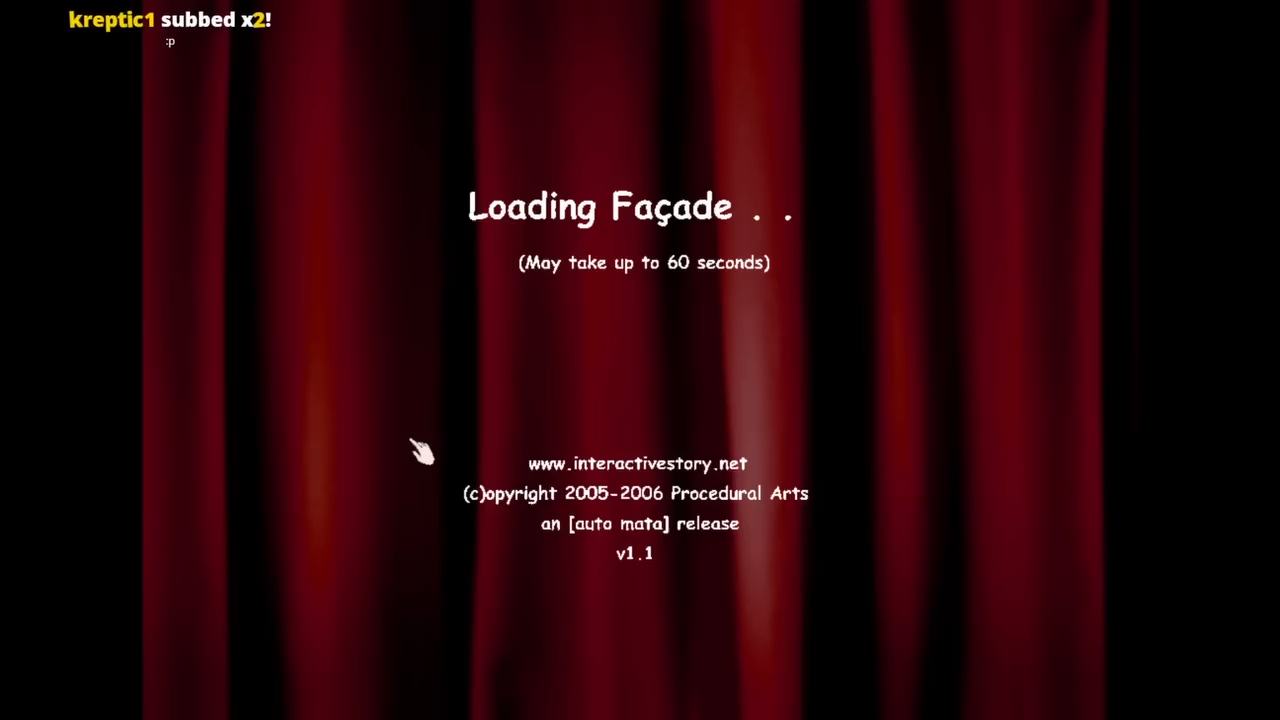 kreptic1 subbed x2!
:p
Loading Façade . .
(May take up to 60 seconds)
www.interactivestory.net
(c)opyright 2005-2006 Procedural Arts
an [auto mata] release
v1.1